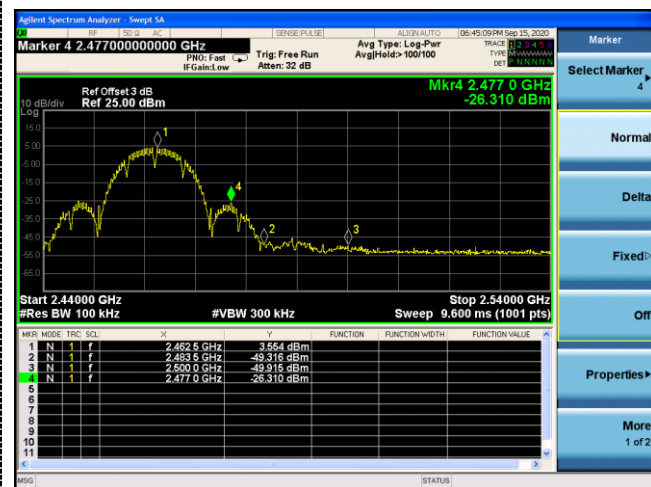 Agilent Spectrum Analyzer - Swept SA
RF 50 Ω AC SENSE:PULSE ALIGN AUTO 06:45:09 PM Sep 15, 2020
Marker 4 2.477000000000 GHz
PNO: Fast
IFGain:Low
Trig: Free Run
Atten: 32 dB
Avg Type: Log-Pwr
Avg|Hold:>100/100
TRACE 1 2 3 4 5 6
TYPE M
DET P N N N N N
Mkr4 2.477 0 GHz
-26.310 dBm
Ref Offset 3 dB
10 dB/div Ref 25.00 dBm
Log
15.0
5.00
-5.00
-15.0
-25.0
-35.0
-45.0
-55.0
-65.0
1
4
2
3
Start 2.44000 GHz Stop 2.54000 GHz
#Res BW 100 kHz #VBW 300 kHz Sweep 9.600 ms (1001 pts)
MKR MODE TRC SCL X Y FUNCTION FUNCTION WIDTH FUNCTION VALUE
1 N 1 f 2.462 5 GHz 3.554 dBm
2 N 1 f 2.483 5 GHz -49.316 dBm
3 N 1 f 2.500 0 GHz -49.915 dBm
4 N 1 f 2.477 0 GHz -26.310 dBm
5
6
7
8
9
10
11
MSG STATUS
Marker
Select Marker
4
Normal
Delta
Fixed
Off
Properties
More
1 of 2